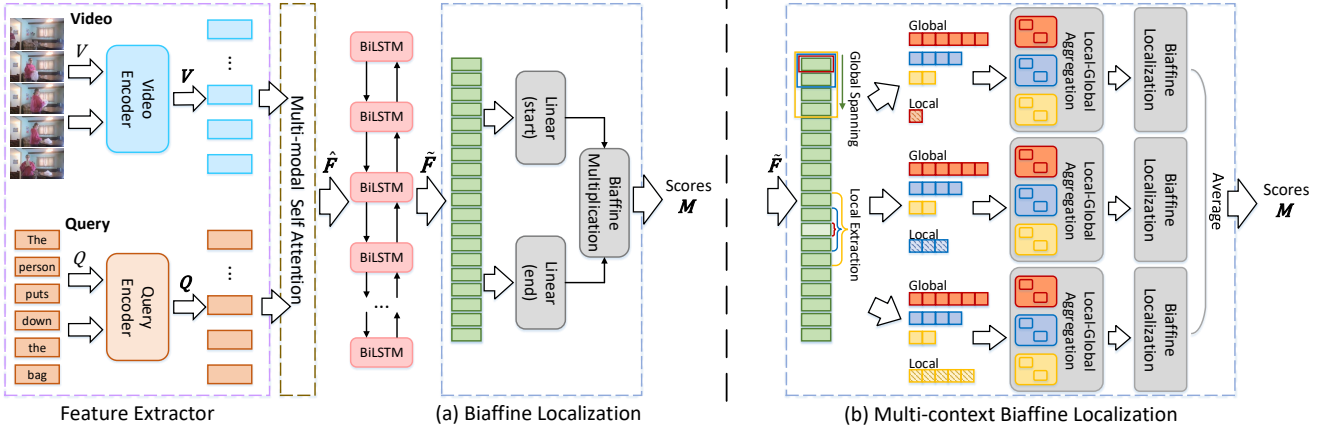 Video
V
Video
Encoder
V
Query
The
person
puts
down
the
bag
Q
Query
Encoder
Q
Feature Extractor
Multi-modal Self Attention
F̂
BiLSTM
BiLSTM
BiLSTM
BiLSTM
...
BiLSTM
F̃
Linear
(start)
Linear
(end)
Biaffine
Multiplication
Scores
M
(a) Biaffine Localization
F̃
Global Spanning
Local Extraction
Global
Local
Local-Global
Aggregation
Biaffine
Localization
Global
Local
Local-Global
Aggregation
Biaffine
Localization
Global
Local
Local-Global
Aggregation
Biaffine
Localization
Average
Scores
M
(b) Multi-context Biaffine Localization